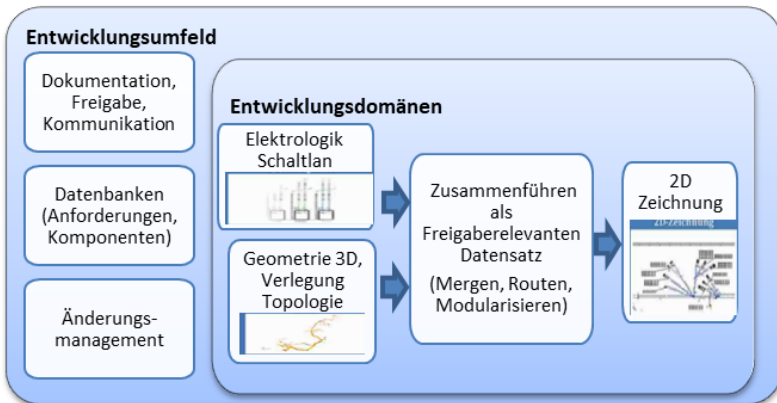 Entwicklungsumfeld
Dokumentation,
Freigabe,
Kommunikation
Datenbanken
(Anforderungen,
Komponenten)
Änderungs-
management
Entwicklungsdomänen
Elektrologik
Schaltlan
Geometrie 3D,
Verlegung
Topologie
Zusammenführen
als
Freigaberelevanten
Datensatz
(Mergen, Routen,
Modularisieren)
2D
Zeichnung
2D-Zeichnung